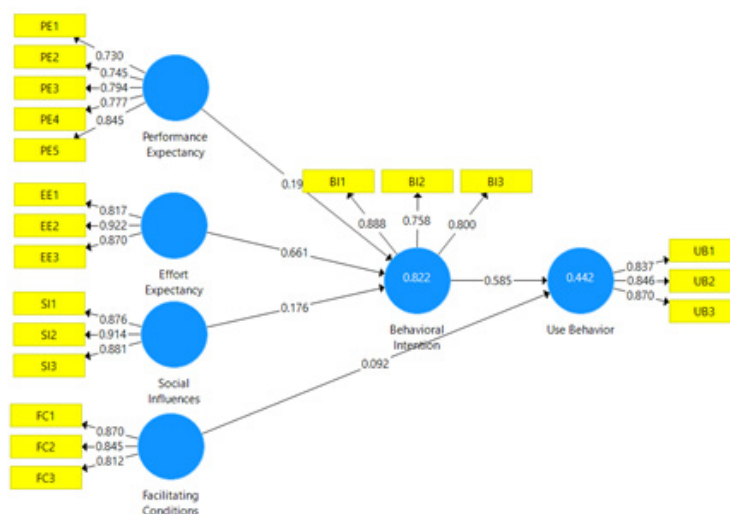 PE1
PE2
PE3
PE4
PE5
0.730
0.745
0.794
0.777
0.845
Performance
Expectancy
EE1
EE2
EE3
0.817
0.922
0.870
Effort
Expectancy
SI1
SI2
SI3
0.876
0.914
0.881
Social
Influences
FC1
FC2
FC3
0.870
0.845
0.812
Facilitating
Conditions
0.19
0.661
0.176
0.092
BI1
BI2
BI3
0.888
0.758
0.800
0.822
Behavioral
Intention
0.585
0.442
Use Behavior
0.837
0.846
0.870
UB1
UB2
UB3